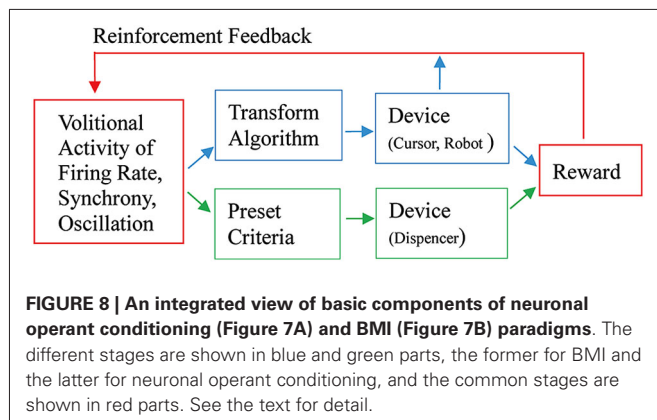 Reinforcement Feedback
Volitional
Activity of
Firing Rate,
Synchrony,
Oscillation
Transform
Algorithm
Device
(Cursor, Robot )
Reward
Preset
Criteria
Device
(Dispencer)
FIGURE 8 | An integrated view of basic components of neuronal
operant conditioning (Figure 7A) and BMI (Figure 7B) paradigms. The
different stages are shown in blue and green parts, the former for BMI and
the latter for neuronal operant conditioning, and the common stages are
shown in red parts. See the text for detail.